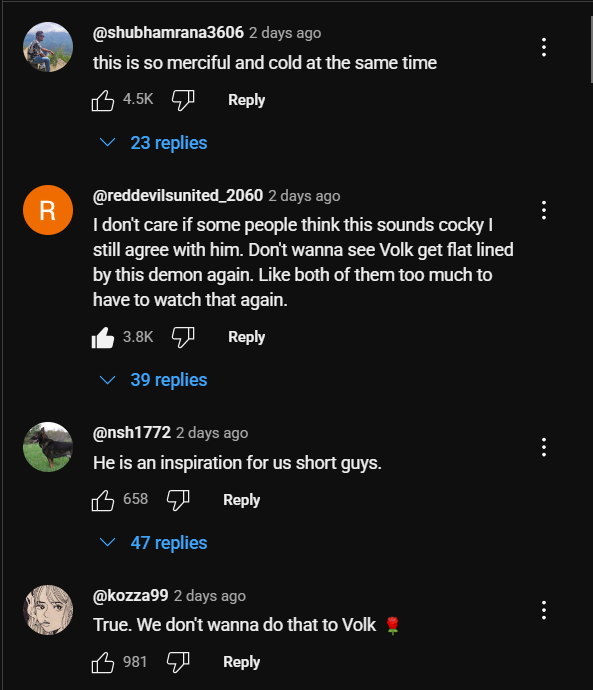 @shubhamrana3606 2 days ago
this is so merciful and cold at the same time
4.5K Reply
23 replies
R
@reddevilsunited_2060 2 days ago
I don't care if some people think this sounds cocky I
still agree with him. Don't wanna see Volk get flat lined
by this demon again. Like both of them too much to
have to watch that again.
3.8K Reply
39 replies
@nsh1772 2 days ago
He is an inspiration for us short guys.
658 Reply
47 replies
@kozza99 2 days ago
True. We don't wanna do that to Volk 🌹
981 Reply